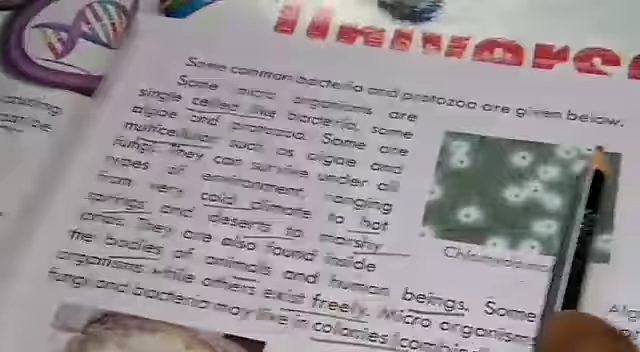 Univers
Some common bacteria and protozoa are given below.
Some micro organisms are
single celled like bacteria, some
algae and protozoa. Some are
multicellular such as algae and
fungi. They can survive under all
types of environment, ranging
from very cold climate to hot
springs and deserts to marshy
areas. They are also found inside
the bodies of animals and human beings. Some
organisms while others exist freely. Micro organisms
fungi and bacteria may live in colonies